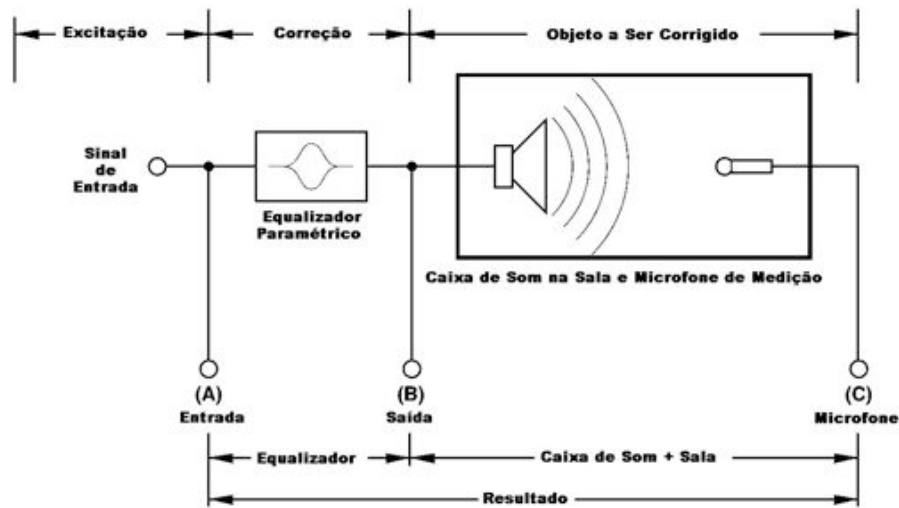 Excitação
Correção
Objeto a Ser Corrigido
Sinal
de
Entrada
Equalizador
Paramétrico
Caixa de Som na Sala e Microfone de Medição
(A)
Entrada
(B)
Saída
(C)
Microfone
Equalizador
Caixa de Som + Sala
Resultado